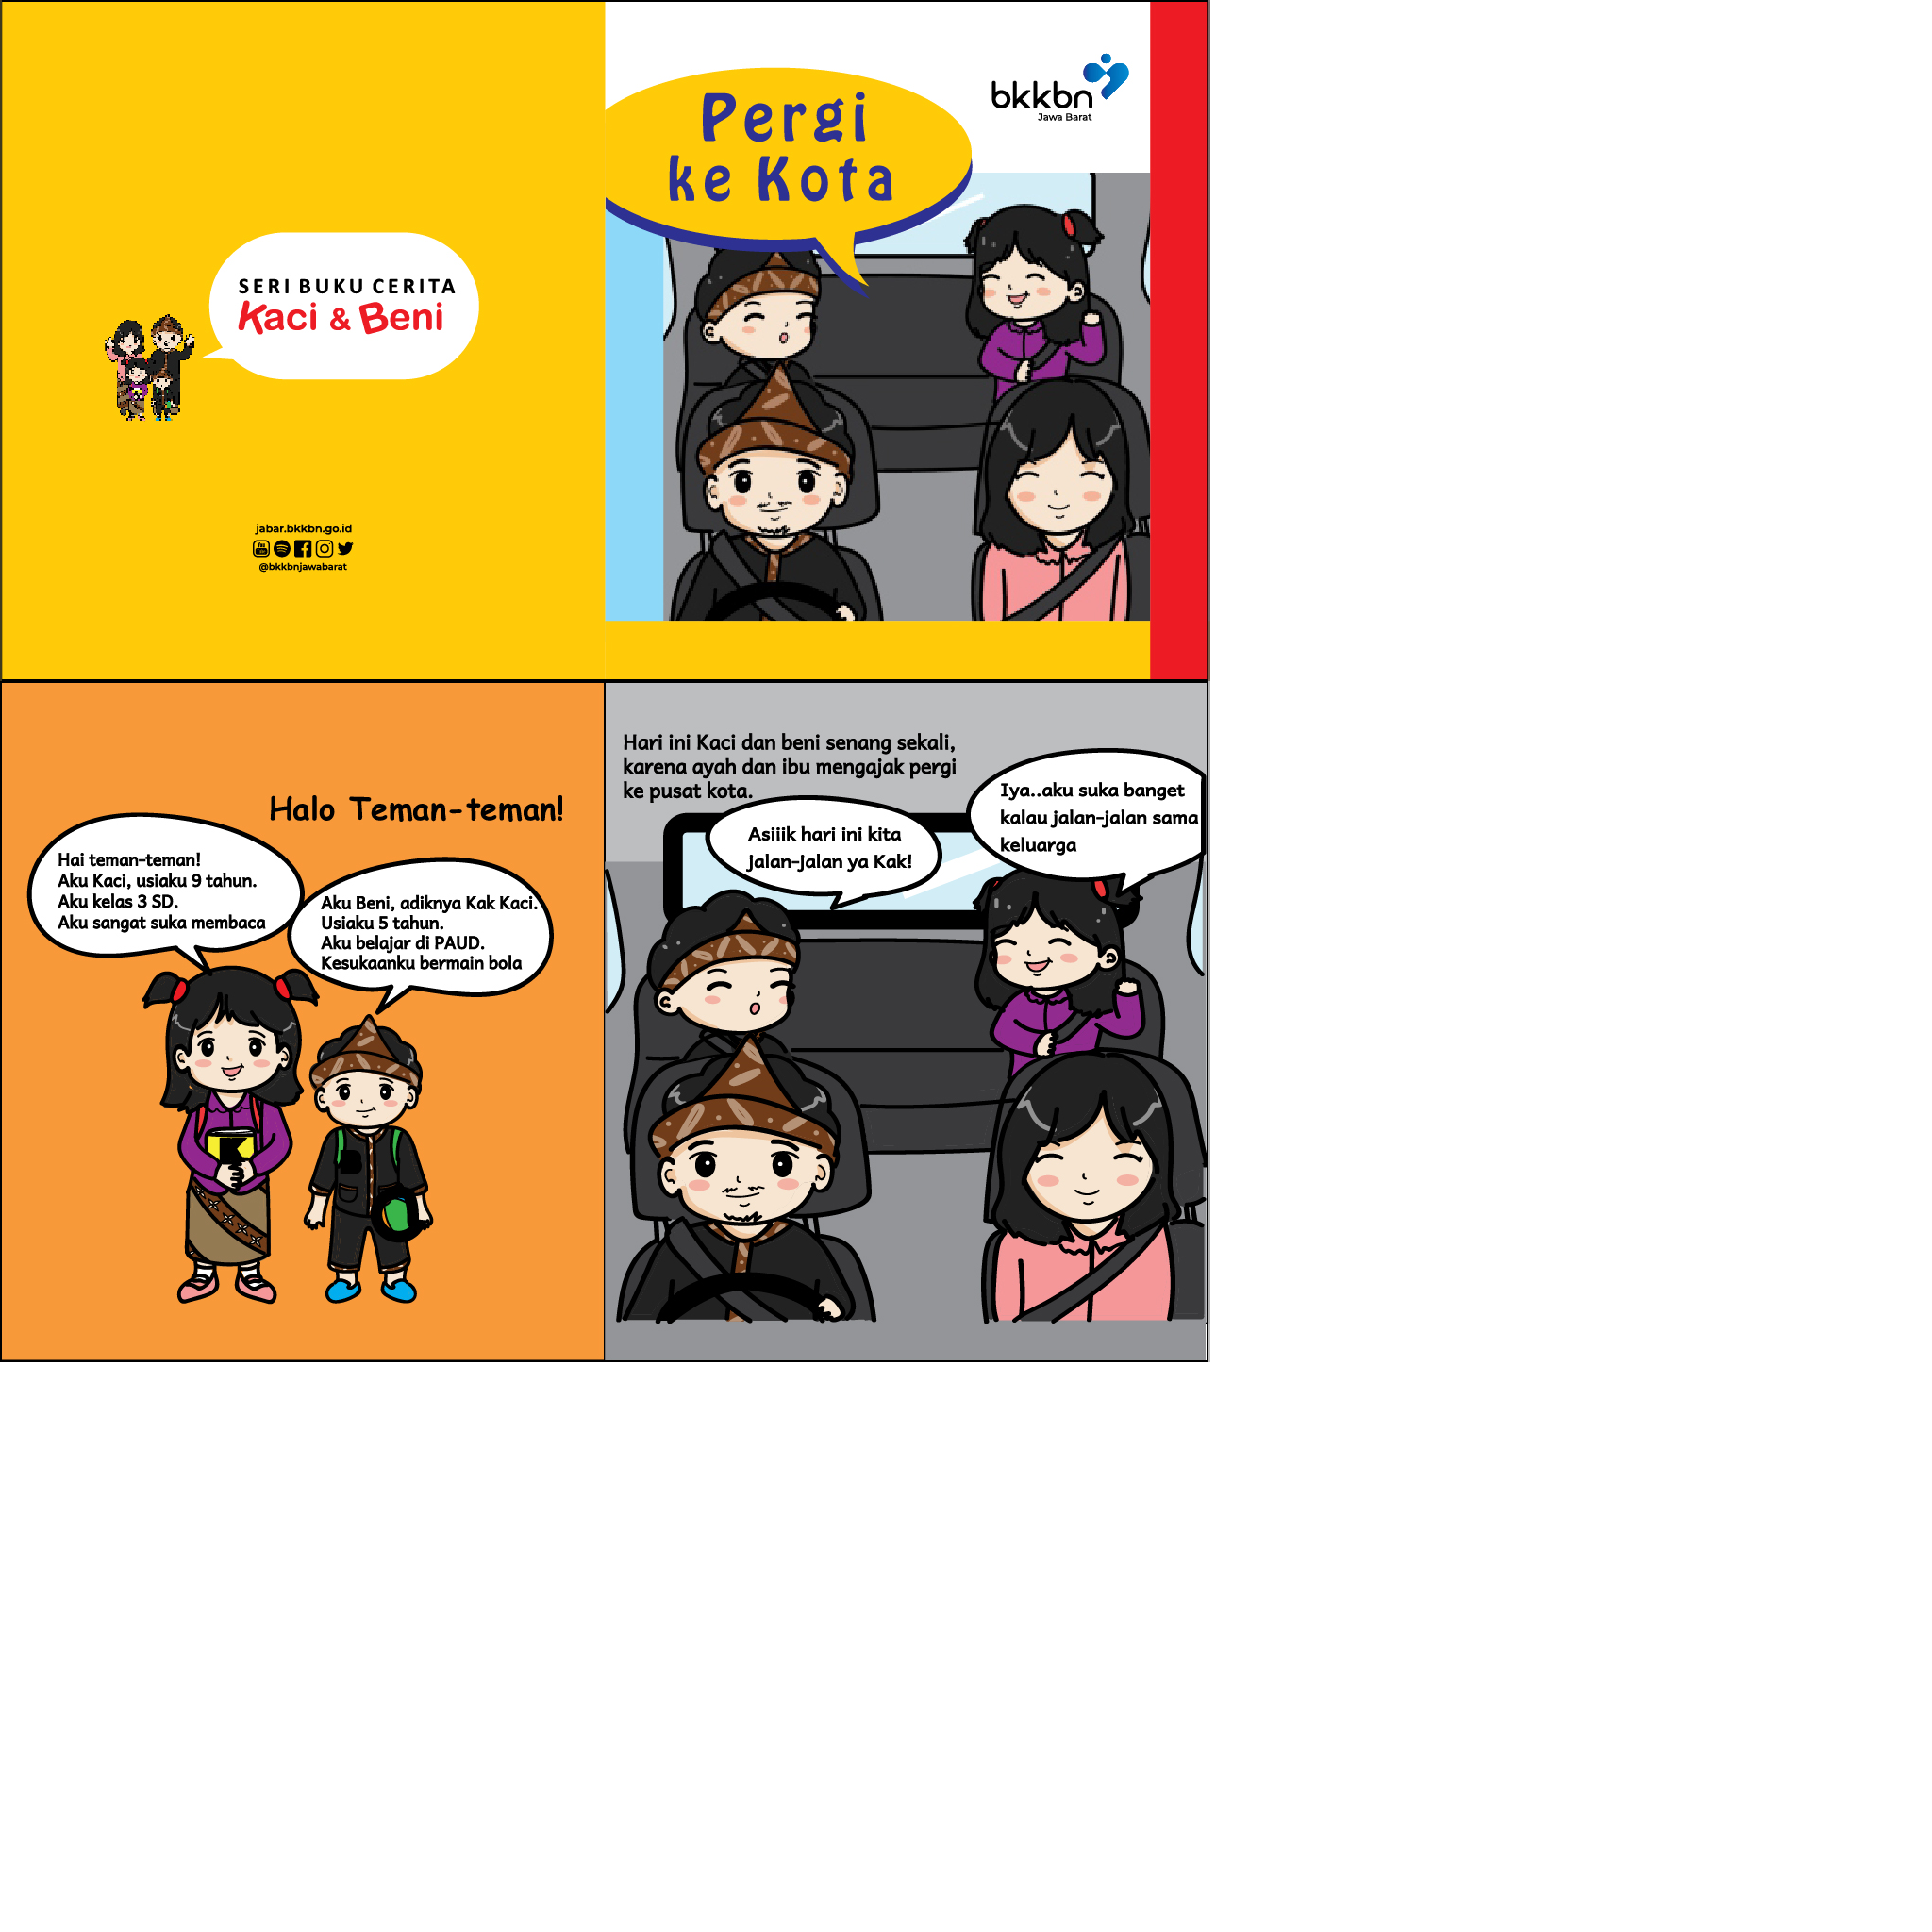 SERI BUKU CERITA
Kaci & Beni
jabar.bkkbn.go.id
@bkkbnjawabarat
Pergi
ke Kota
bkkbn
Jawa Barat
Halo Teman-teman!
Hai teman-teman!
Aku Kaci, usiaku 9 tahun.
Aku kelas 3 SD.
Aku sangat suka membaca
Aku Beni, adiknya Kak Kaci.
Usiaku 5 tahun.
Aku belajar di PAUD.
Kesukaanku bermain bola
Hari ini Kaci dan beni senang sekali,
karena ayah dan ibu mengajak pergi
ke pusat kota.
Asiiik hari ini kita
jalan-jalan ya Kak!
Iya..aku suka banget
kalau jalan-jalan sama
keluarga